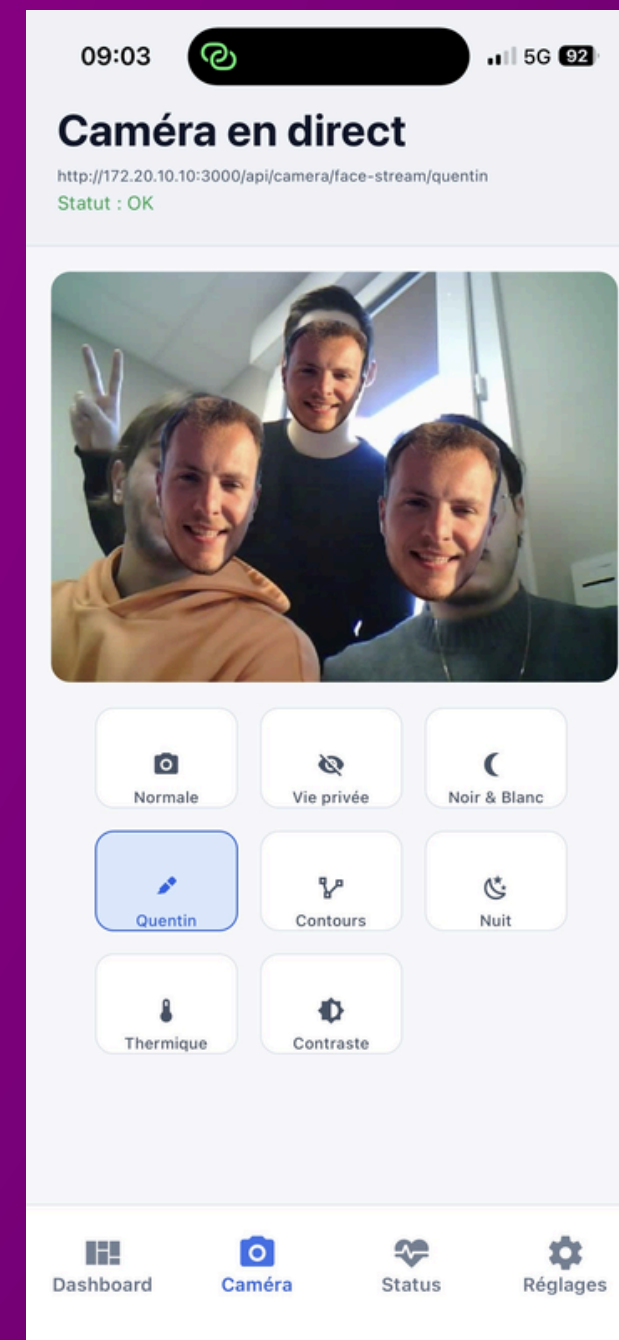 09:03
5G 92
Caméra en direct
http://172.20.10.10:3000/api/camera/face-stream/quentin
Statut : OK
Normale
Vie privée
Noir & Blanc
Quentin
Contours
Nuit
Thermique
Contraste
Dashboard
Caméra
Status
Réglages